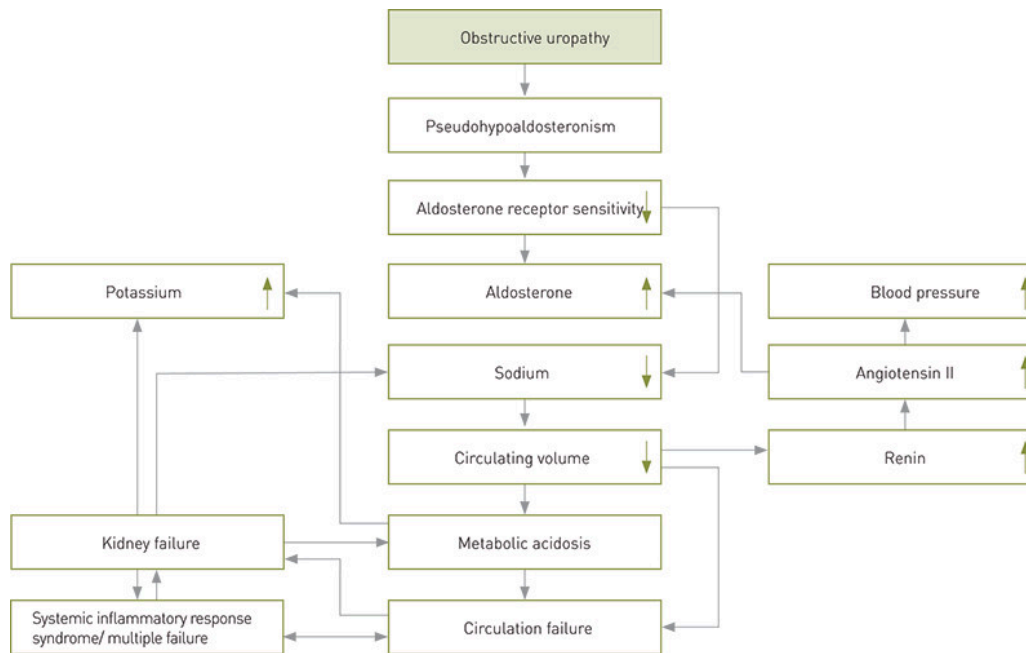 Obstructive uropathy
Pseudohypoaldosteronism
Aldosterone receptor sensitivity
Potassium
Aldosterone
Blood pressure
Sodium
Angiotensin II
Circulating volume
Renin
Kidney failure
Metabolic acidosis
Systemic inflammatory response
syndrome/ multiple failure
Circulation failure